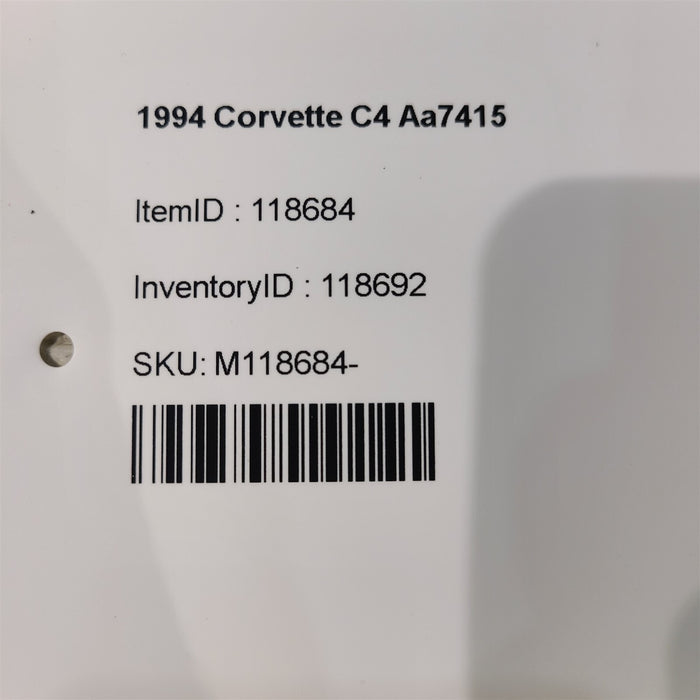 1994 Corvette C4 Aa7415
ItemID : 118684
InventoryID : 118692
SKU: M118684-